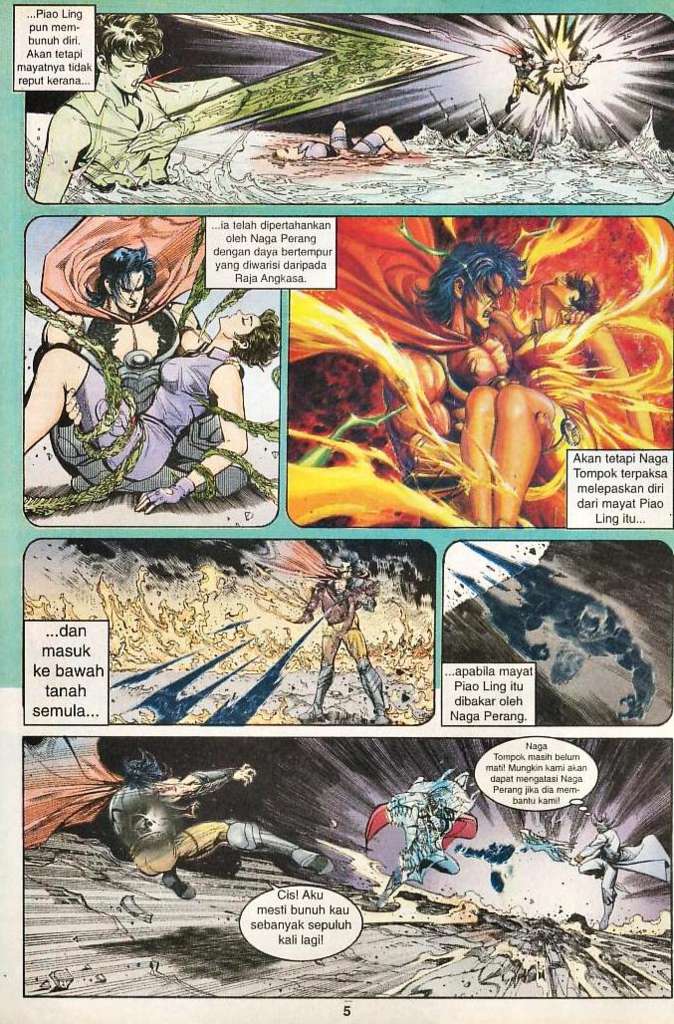 ...Piao Ling
pun mem-
bunuh diri.
Akan tetapi
mayatnya tidak
reput kerana...
...ia telah dipertahankan
oleh Naga Perang
dengan daya bertempur
yang diwarisi daripada
Raja Angkasa.
Akan tetapi Naga
Tompok terpaksa
melepaskan diri
dari mayat Piao
Ling itu...
...dan
masuk
ke bawah
tanah
semula...
...apabila mayat
Piao Ling itu
dibakar oleh
Naga Perang.
Naga
Tompok masih belum
mati! Mungkin kami akan
dapat mengatasi Naga
Perang jika dia mem-
bantu kami!
Cis! Aku
mesti bunuh kau
sebanyak sepuluh
kali lagi!
5